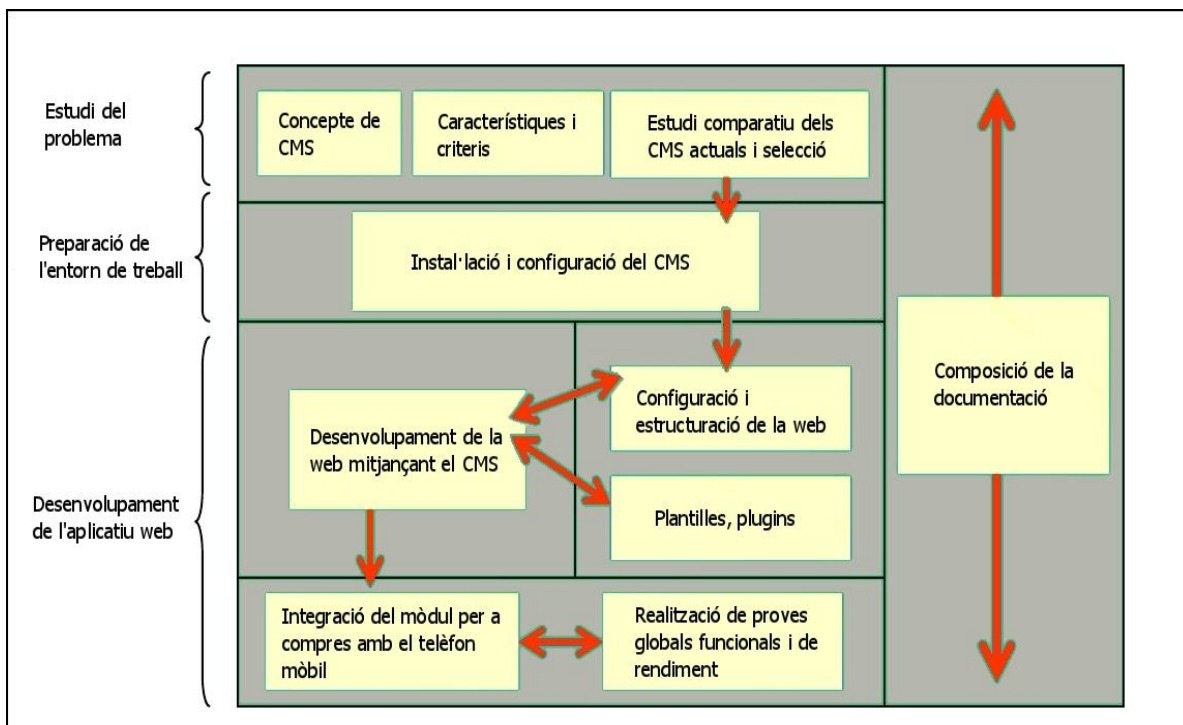 Estudi del
problema
Concepte de
CMS
Característiques i
criteris
Estudi comparatiu dels
CMS actuals i selecció
Preparació de
l'entorn de treball
Instal·lació i configuració del CMS
Desenvolupament
de l'aplicatiu web
Desenvolupament de la
web mitjançant el CMS
Configuració i
estructuració de la web
Plantilles, plugins
Integració del mòdul per a
compres amb el telèfon
mòbil
Realització de proves
globals funcionals i de
rendiment
Composició de la
documentació